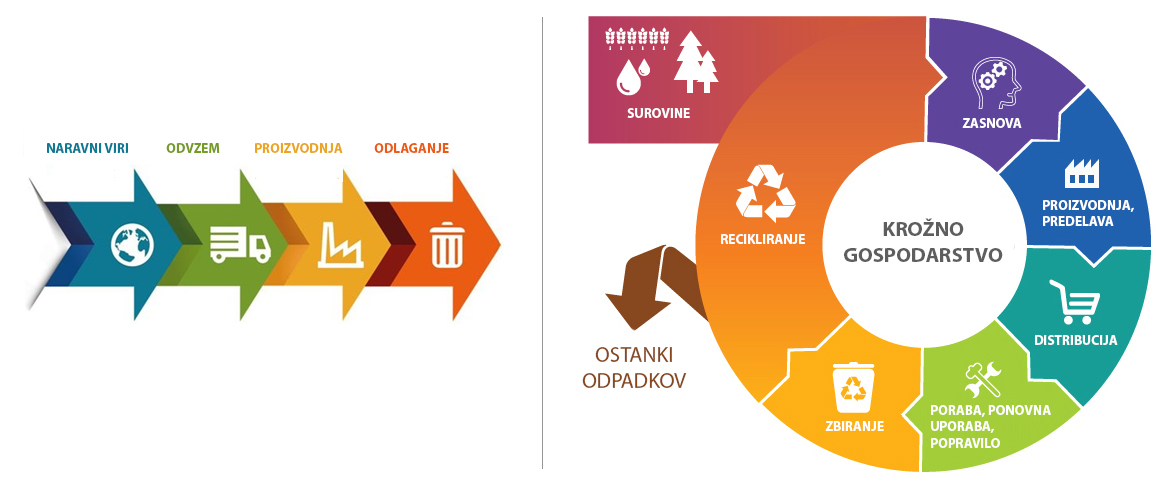 NARAVNI VIRI
ODVZEM
PROIZVODNJA
ODLAGANJE
SUROVINE
ZASNOVA
PROIZVODNJA,
PREDELAVA
DISTRIBUCIJA
PORABA, PONOVNA
UPORABA,
POPRAVILO
ZBIRANJE
RECIKLIRANJE
KROŽNO
GOSPODARSTVO
OSTANKI
ODPADKOV